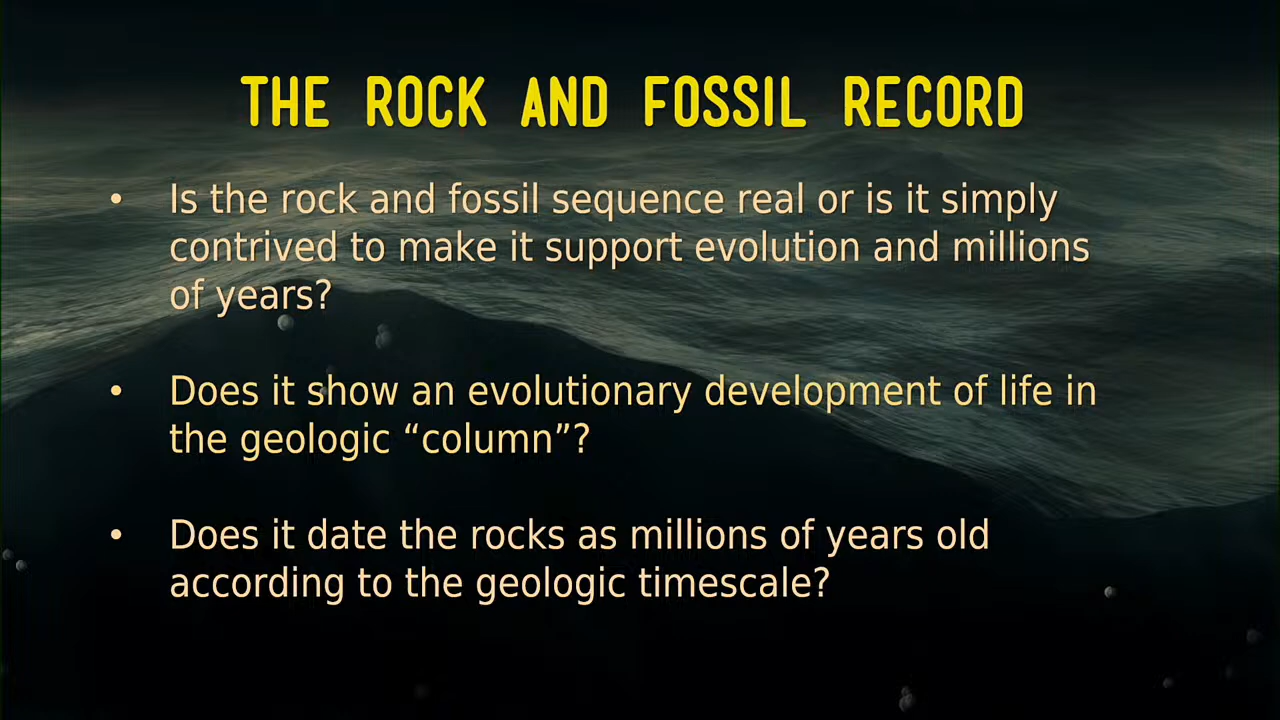 THE ROCK AND FOSSIL RECORD
• Is the rock and fossil sequence real or is it simply
contrived to make it support evolution and millions
of years?
• Does it show an evolutionary development of life in
the geologic “column”?
• Does it date the rocks as millions of years old
according to the geologic timescale?